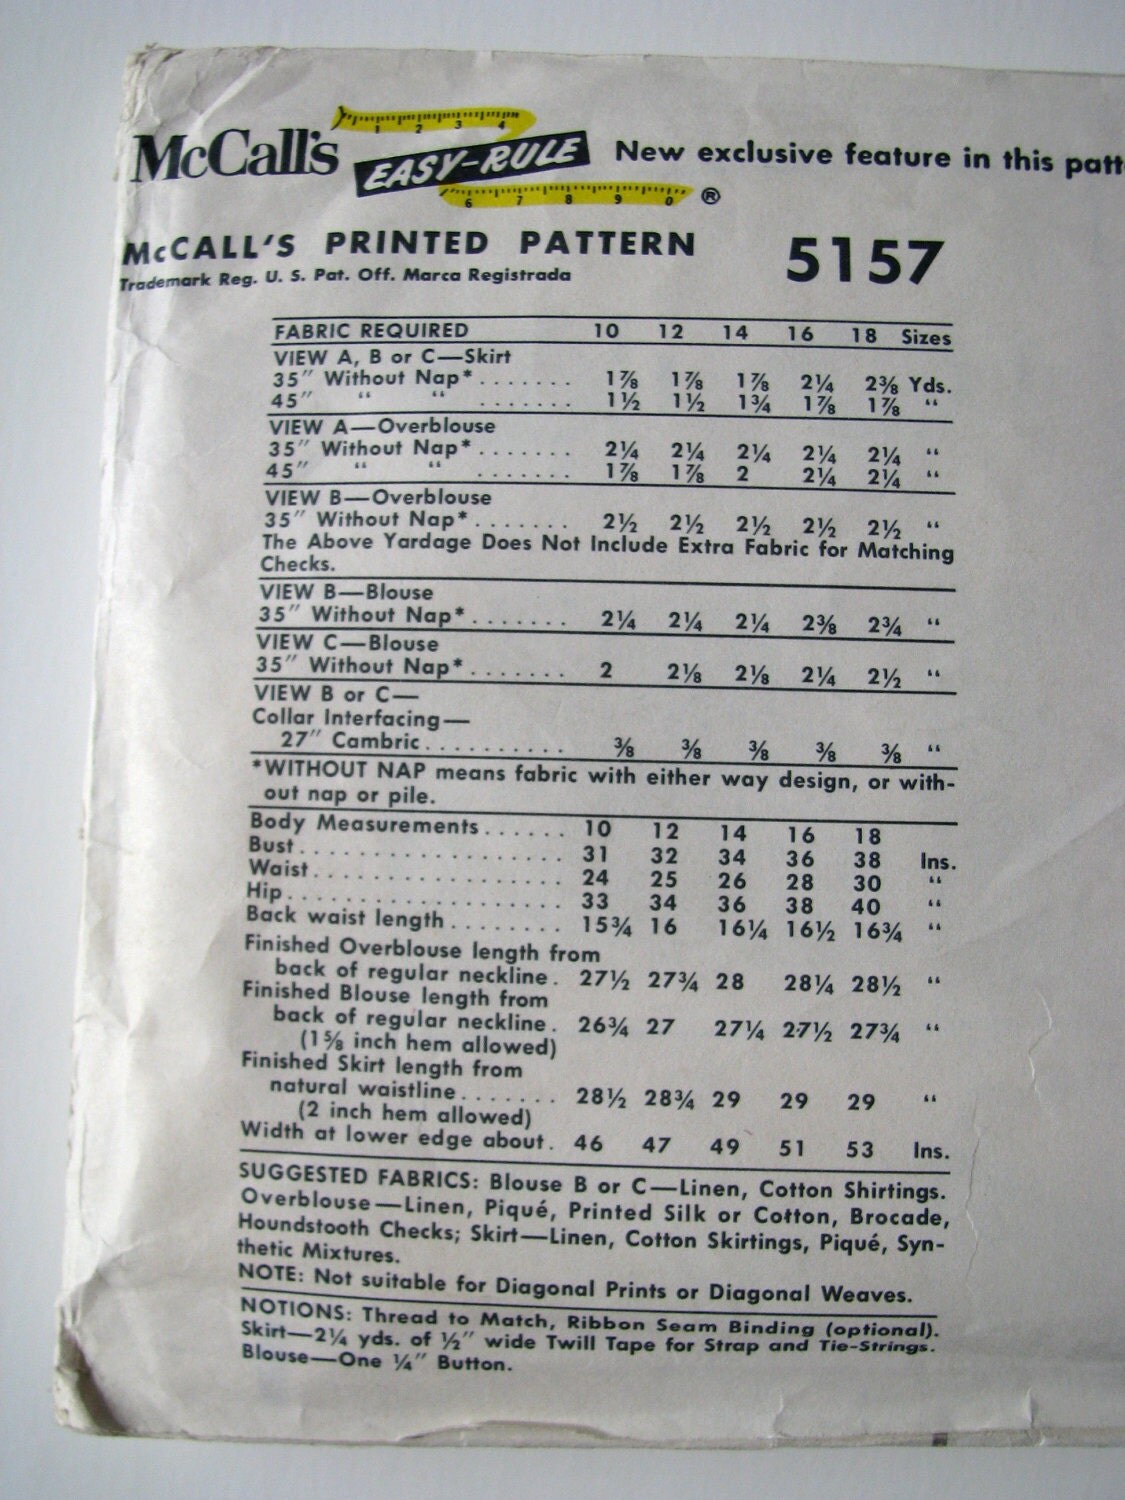 1 2 3 4
McCall's EASY-RULE New exclusive feature in this patt
6 7 8 9 0 ®
McCALL'S PRINTED PATTERN 5157
Trademark Reg. U. S. Pat. Off. Marca Registrada
FABRIC REQUIRED 10 12 14 16 18 Sizes
VIEW A, B or C—Skirt
35" Without Nap* ....... 1⅞ 1⅞ 1⅞ 2¼ 2⅜ Yds.
45" " " ....... 1½ 1½ 1¾ 1⅞ 1⅞ "
VIEW A—Overblouse
35" Without Nap* ....... 2¼ 2¼ 2¼ 2¼ 2¼ "
45" " " ....... 1⅞ 1⅞ 2 2¼ 2¼ "
VIEW B—Overblouse
35" Without Nap* ....... 2½ 2½ 2½ 2½ 2½ "
The Above Yardage Does Not Include Extra Fabric for Matching
Checks.
VIEW B—Blouse
35" Without Nap* ....... 2¼ 2¼ 2¼ 2⅜ 2¾ "
VIEW C—Blouse
35" Without Nap* ....... 2 2⅛ 2⅛ 2¼ 2½ "
VIEW B or C—
Collar Interfacing—
27" Cambric.......... ⅜ ⅜ ⅜ ⅜ ⅜ "
*WITHOUT NAP means fabric with either way design, or with-
out nap or pile.
Body Measurements...... 10 12 14 16 18
Bust.................. 31 32 34 36 38 Ins.
Waist................. 24 25 26 28 30 "
Hip................... 33 34 36 38 40 "
Back waist length........ 15¾ 16 16¼ 16½ 16¾ "
Finished Overblouse length from
back of regular neckline. 27½ 27¾ 28 28¼ 28½ "
Finished Blouse length from
back of regular neckline. 26¾ 27 27¼ 27½ 27¾ "
(1⅝ inch hem allowed)
Finished Skirt length from
natural waistline....... 28½ 28¾ 29 29 29 "
(2 inch hem allowed)
Width at lower edge about. 46 47 49 51 53 Ins.
SUGGESTED FABRICS: Blouse B or C—Linen, Cotton Shirtings.
Overblouse—Linen, Piqué, Printed Silk or Cotton, Brocade,
Houndstooth Checks; Skirt—Linen, Cotton Skirtings, Piqué, Syn-
thetic Mixtures.
NOTE: Not suitable for Diagonal Prints or Diagonal Weaves.
NOTIONS: Thread to Match, Ribbon Seam Binding (optional).
Skirt—2¼ yds. of ½" wide Twill Tape for Strap and Tie-Strings.
Blouse—One ¼" Button.